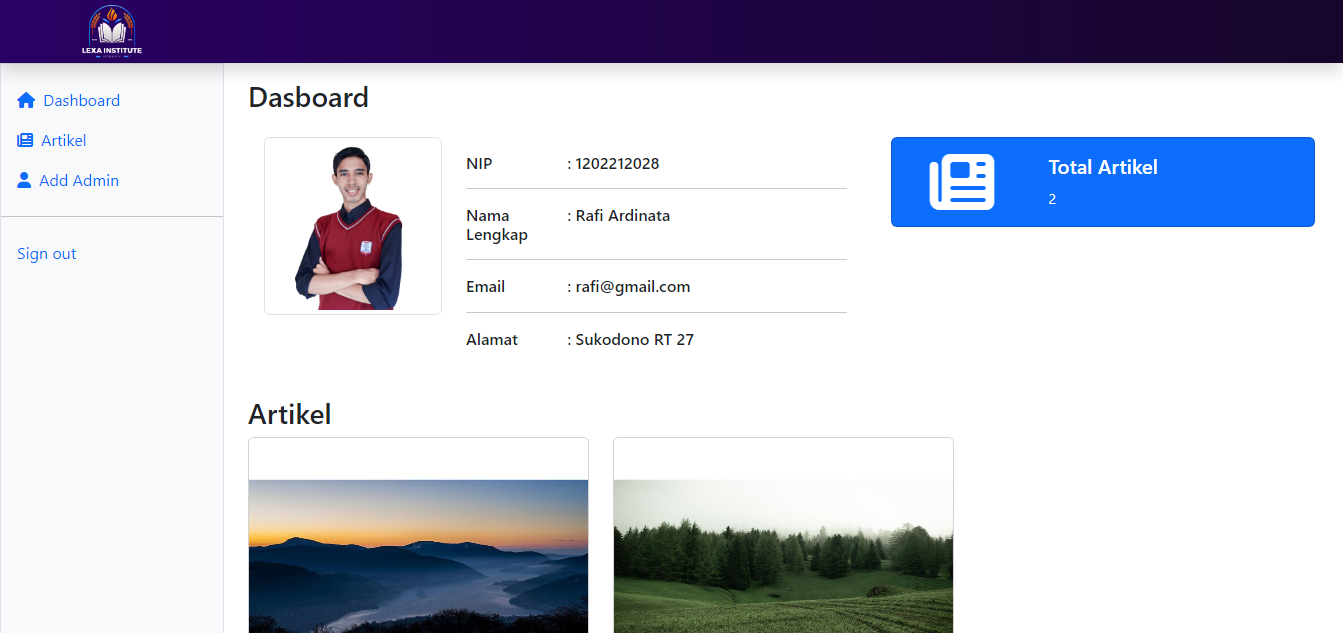 LEXA INSTITUTE
Dashboard
Artikel
Add Admin
Sign out
Dasboard
NIP : 1202212028
Nama Lengkap : Rafi Ardinata
Email : rafi@gmail.com
Alamat : Sukodono RT 27
Total Artikel
2
Artikel